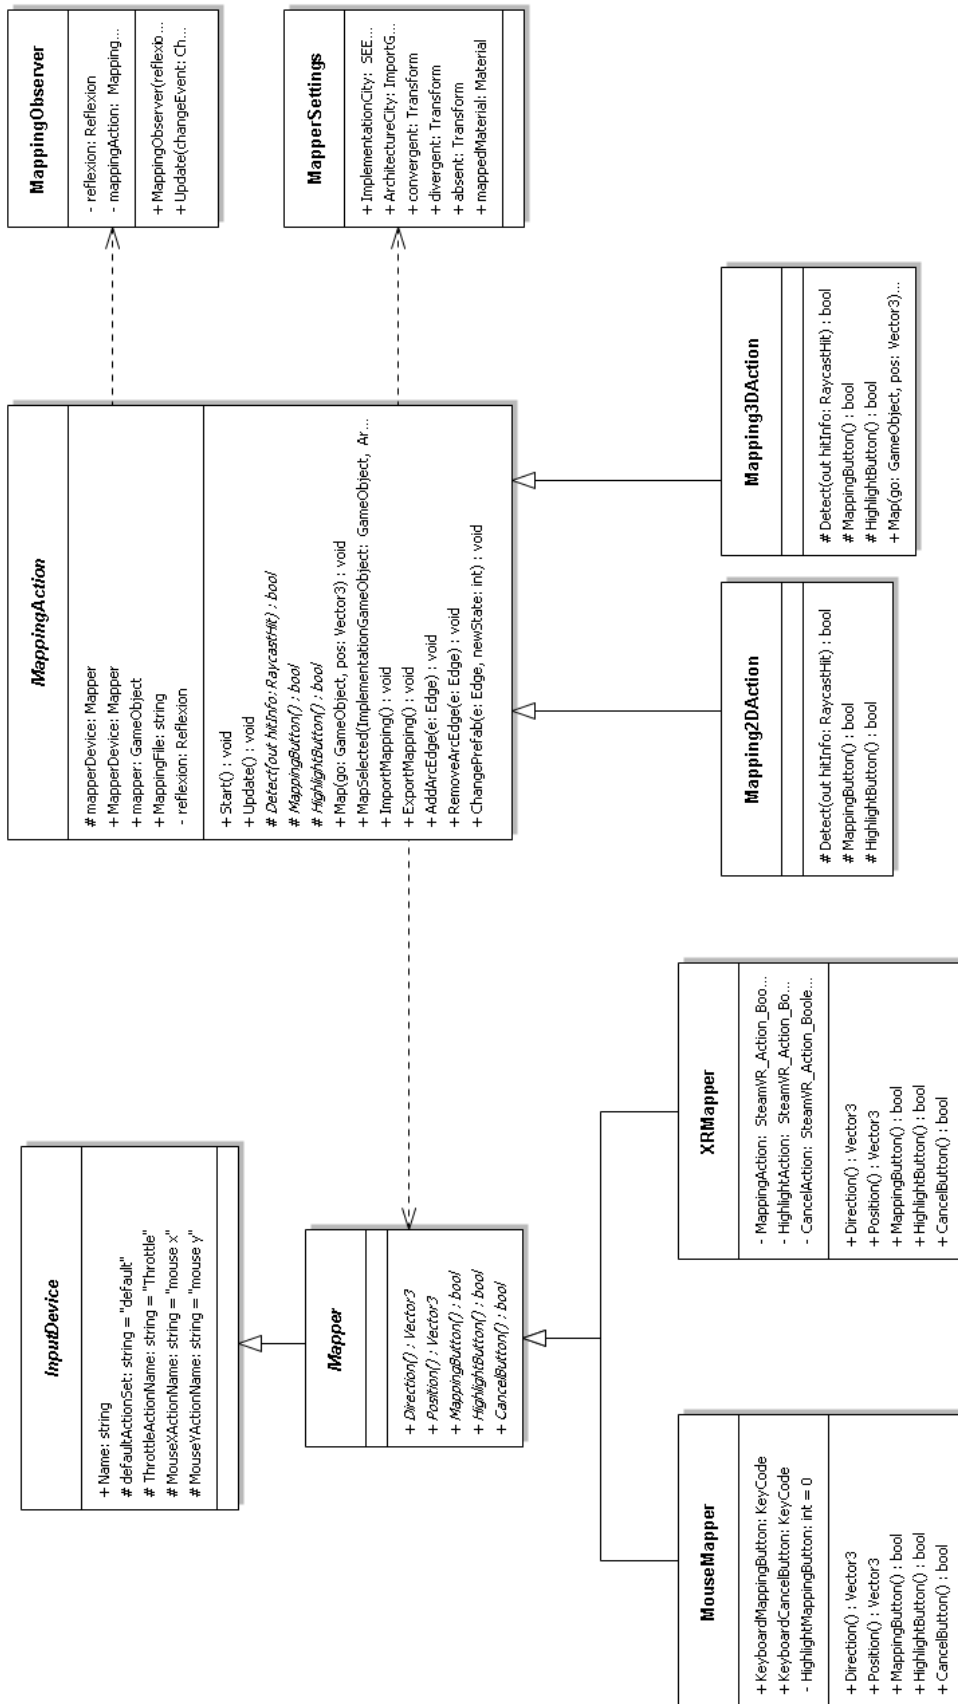 InputDevice
+ Name: string
# defaultActionSet: string = "default"
# ThrottleActionName: string = "Throttle"
# MouseXActionName: string = "mouse x"
# MouseYActionName: string = "mouse y"
MappingAction
# mapperDevice: Mapper
+ MapperDevice: Mapper
+ mapper: GameObject
+ MappingFile: string
- reflexion: Reflexion
+ Start() : void
+ Update() : void
# Detect(out hitInfo: RaycastHit) : bool
# MappingButton() : bool
# HighlightButton() : bool
+ Map(go: GameObject, pos: Vector3) : void
+ MapSelected(ImplementationGameObject: GameObject, Ar...
+ ImportMapping() : void
+ ExportMapping() : void
+ AddArcEdge(e: Edge) : void
+ RemoveArcEdge(e: Edge) : void
+ ChangePrefab(e: Edge, newState: int) : void
MappingObserver
- reflexion: Reflexion
- mappingAction: Mapping...
+ MappingObserver(reflexio...
+ Update(changeEvent: Ch...
MapperSettings
+ ImplementationCity: SEE...
+ ArchitectureCity: ImportG...
+ convergent: Transform
+ divergent: Transform
+ absent: Transform
+ mappedMaterial: Material
Mapper
+ Direction() : Vector3
+ Position() : Vector3
+ MappingButton() : bool
+ HighlightButton() : bool
+ CancelButton() : bool
MouseMapper
+ KeyboardMappingButton: KeyCode
+ KeyboardCancelButton: KeyCode
- HighlightMappingButton: int = 0
+ Direction() : Vector3
+ Position() : Vector3
+ MappingButton() : bool
+ HighlightButton() : bool
+ CancelButton() : bool
XRMapper
- MappingAction: SteamVR_Action_Boo...
- HighlightAction: SteamVR_Action_Bo...
- CancelAction: SteamVR_Action_Boole...
+ Direction() : Vector3
+ Position() : Vector3
+ MappingButton() : bool
+ HighlightButton() : bool
+ CancelButton() : bool
Mapping2DAction
# Detect(out hitInfo: RaycastHit) : bool
# MappingButton() : bool
# HighlightButton() : bool
Mapping3DAction
# Detect(out hitInfo: RaycastHit) : bool
# MappingButton() : bool
# HighlightButton() : bool
+ Map(go: GameObject, pos: Vector3)...